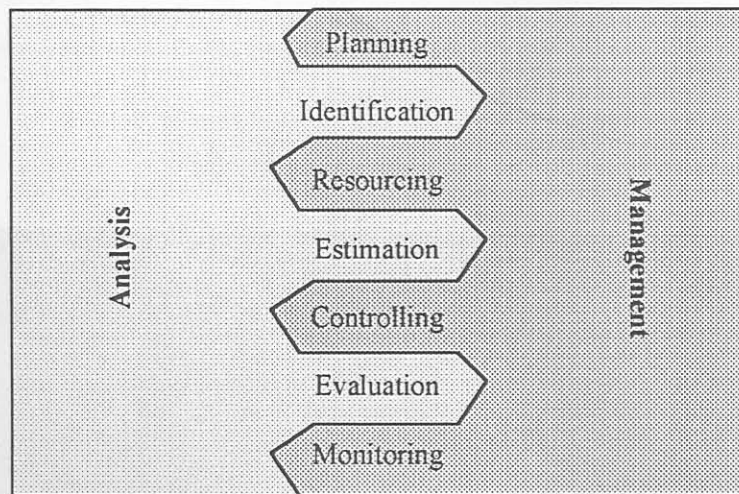 Planning
Identification
Resourcing
Estimation
Controlling
Evaluation
Monitoring
Analysis
Management